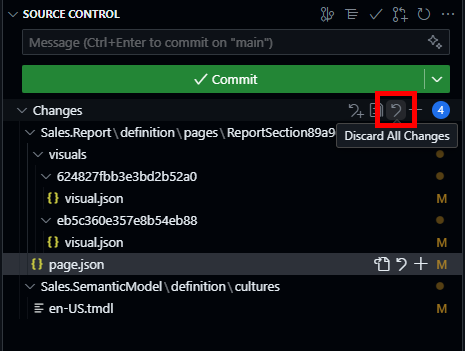 SOURCE CONTROL
Message (Ctrl+Enter to commit on "main")
Commit
Changes
4
Sales.Report\definition\pages\ReportSection89a9
Discard All Changes
visuals
624827fbb3e3bd2b52a0
{} visual.json M
eb5c360e357e8b54eb88
{} visual.json M
{} page.json M
Sales.SemanticModel\definition\cultures
en-US.tmdl M